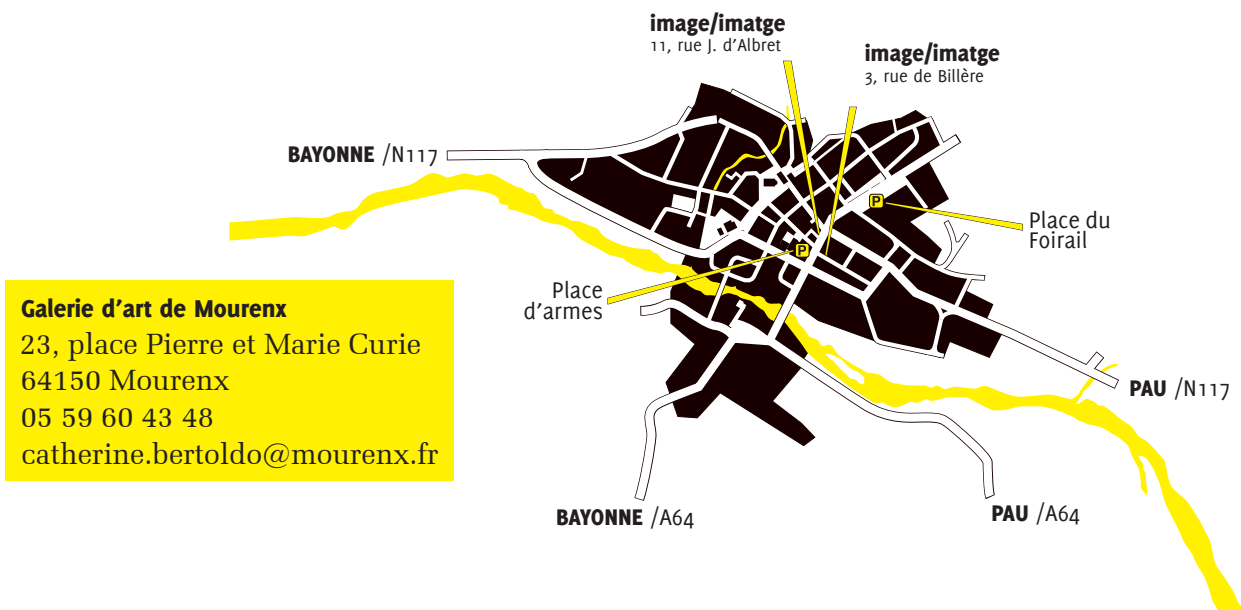 image/imatge
11, rue J. d'Albret
image/imatge
3, rue de Billère
BAYONNE /N117
P
Place du
Foirail
P
Place
d'armes
Galerie d'art de Mourenx
23, place Pierre et Marie Curie
64150 Mourenx
05 59 60 43 48
catherine.bertoldo@mourenx.fr
PAU /N117
BAYONNE /A64
PAU /A64